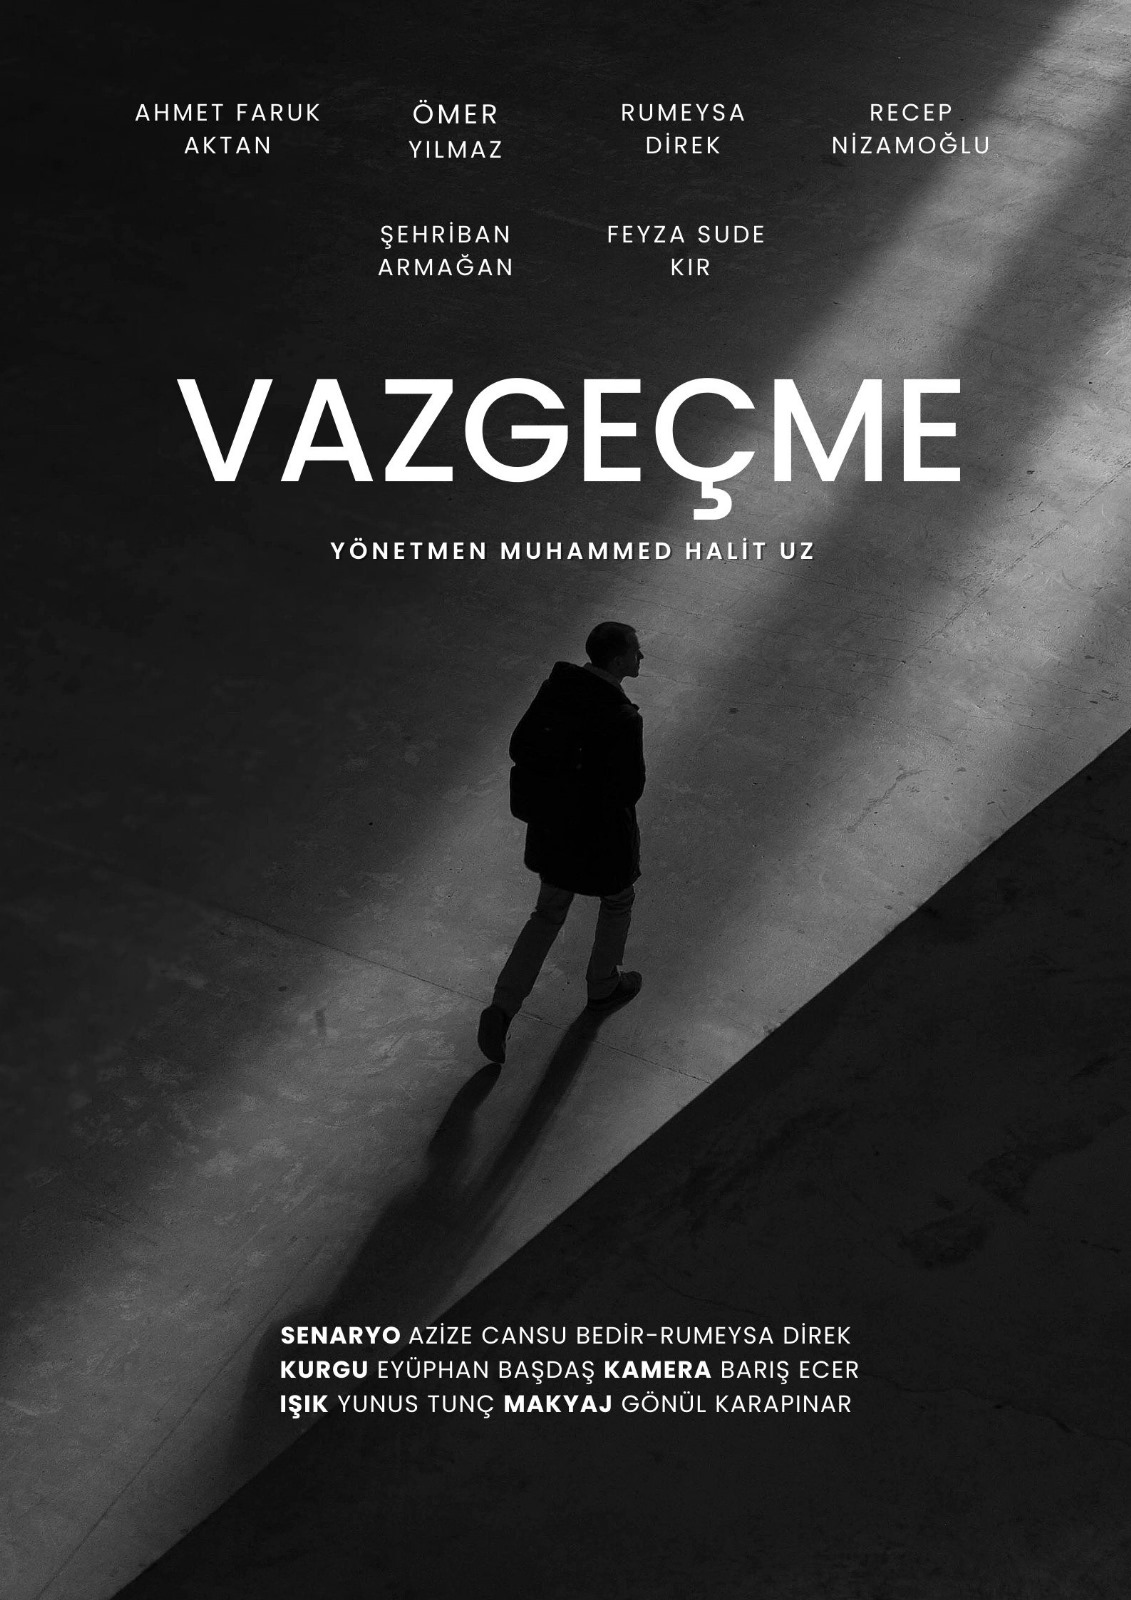 AHMET FARUK
AKTAN
ÖMER
YILMAZ
RUMEYSA
DİREK
RECEP
NİZAMOĞLU
ŞEHRİBAN
ARMAĞAN
FEYZA SUDE
KIR
VAZGEÇME
YÖNETMEN MUHAMMED HALİT UZ
SENARYO AZİZE CANSU BEDİR-RUMEYSA DİREK
KURGU EYÜPHAN BAŞDAŞ KAMERA BARIŞ ECER
IŞIK YUNUS TUNÇ MAKYAJ GÖNÜL KARAPINAR